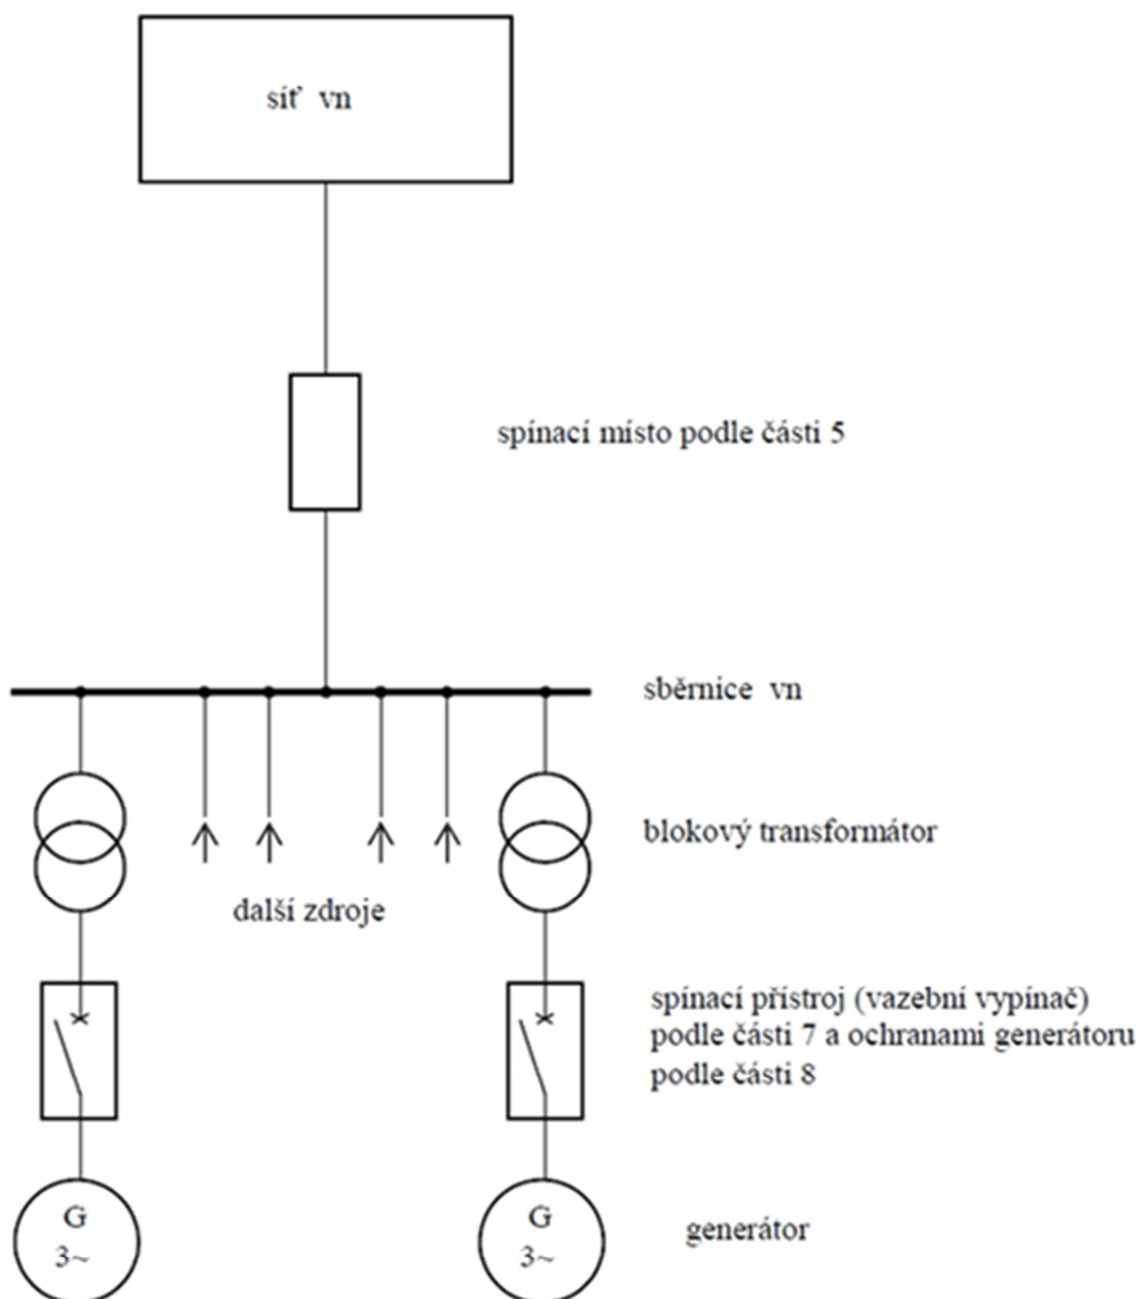 síť vn
spínací místo podle části 5
sběrnice vn
blokový transformátor
další zdroje
spínací přístroj (vazební vypínač)
podle části 7 a ochranami generátoru
podle části 8
G
3~
G
3~
generátor